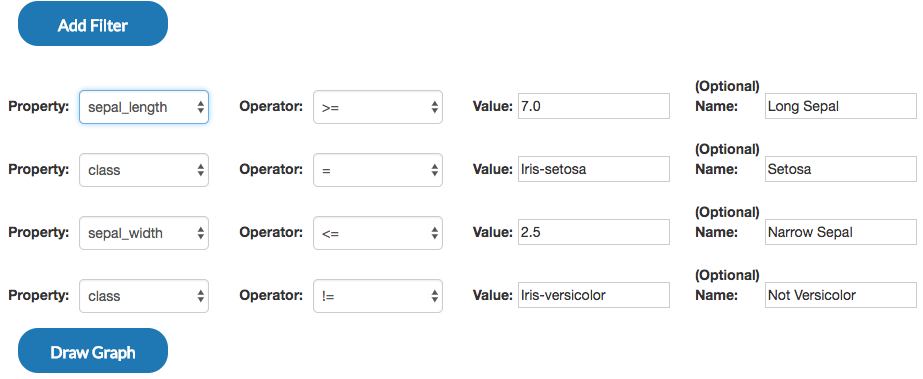 Add Filter
(Optional)
Property: sepal_length Operator: >= Value: 7.0 Name: Long Sepal
(Optional)
Property: class Operator: = Value: Iris-setosa Name: Setosa
(Optional)
Property: sepal_width Operator: <= Value: 2.5 Name: Narrow Sepal
(Optional)
Property: class Operator: != Value: Iris-versicolor Name: Not Versicolor
Draw Graph